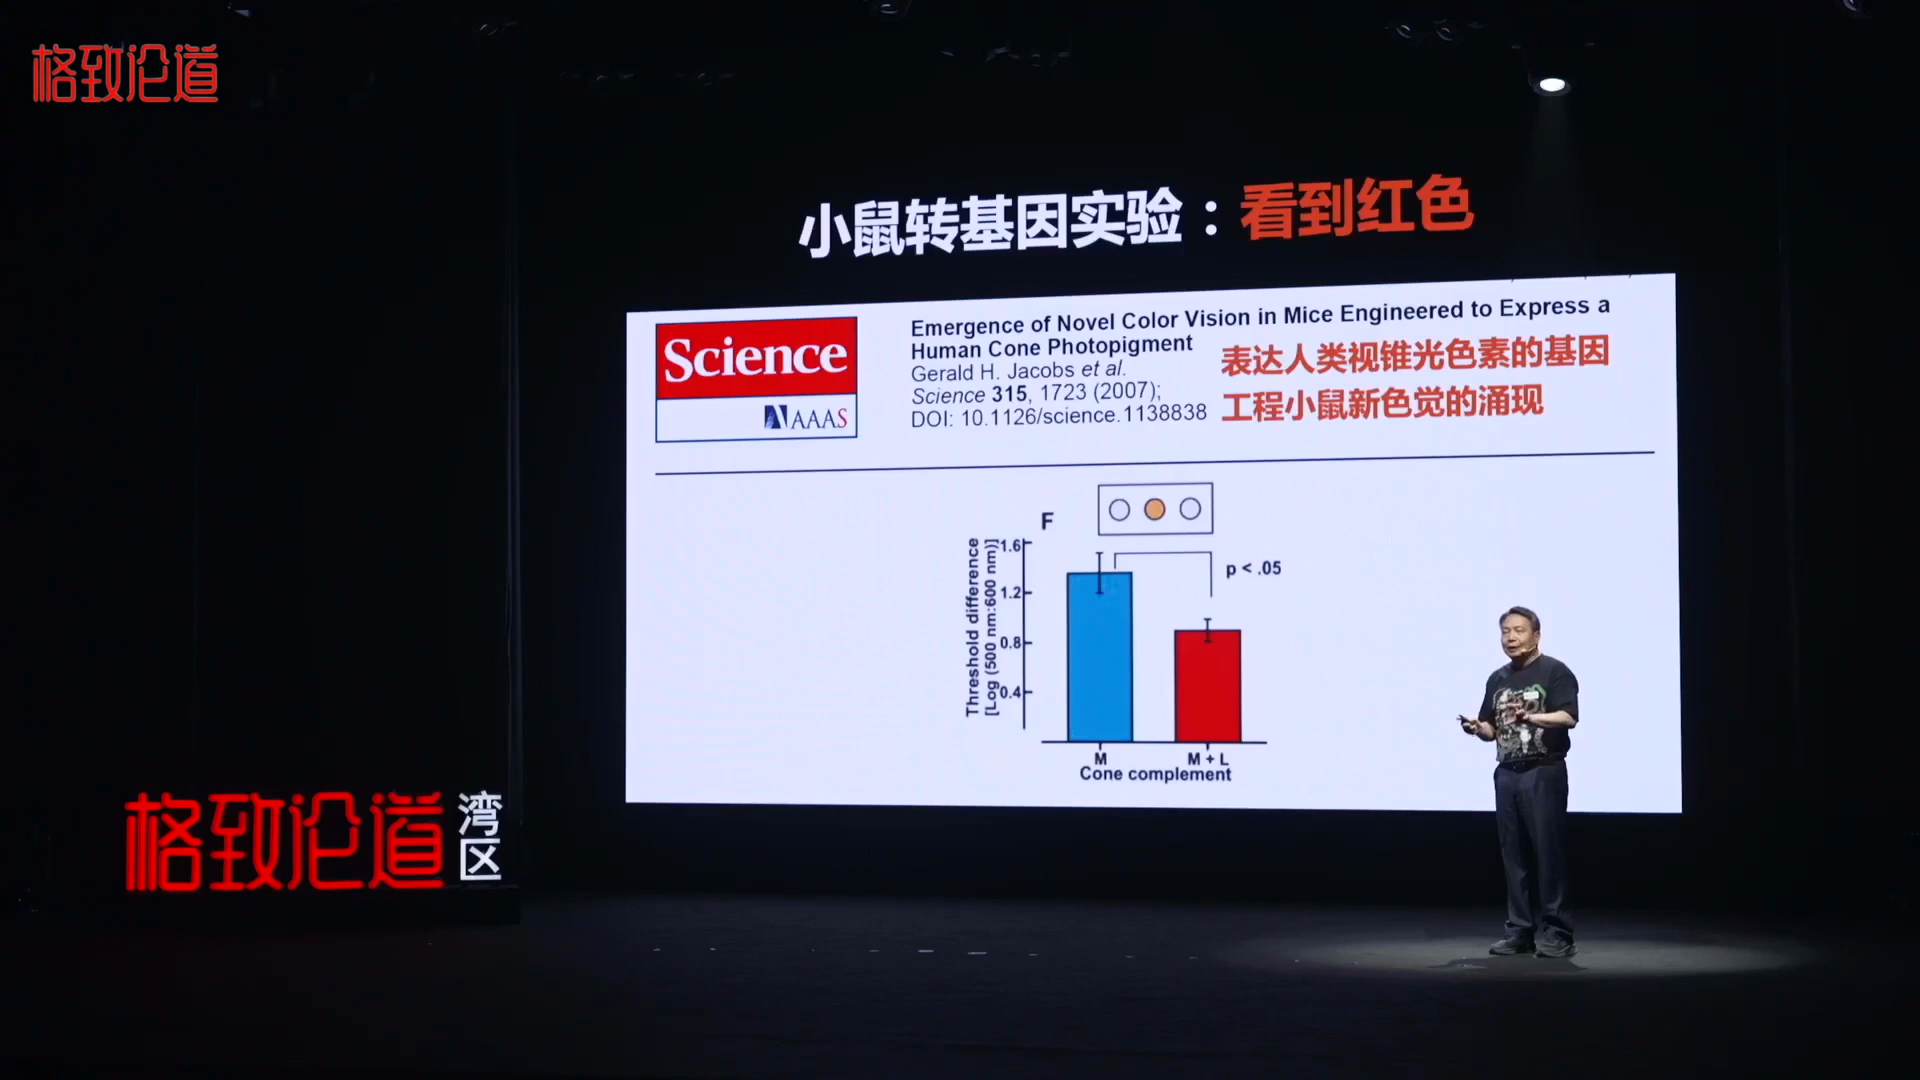 格致论道
小鼠转基因实验：看到红色
Science
AAAS
Emergence of Novel Color Vision in Mice Engineered to Express a
Human Cone Photopigment
Gerald H. Jacobs et al.
Science 315, 1723 (2007);
DOI: 10.1126/science.1138838
表达人类视锥光色素的基因
工程小鼠新色觉的涌现
F
p < .05
Threshold difference
[Log (500 nm:600 nm)]
1.6
1.2
0.8
0.4
M
M + L
Cone complement
格致论道
湾区